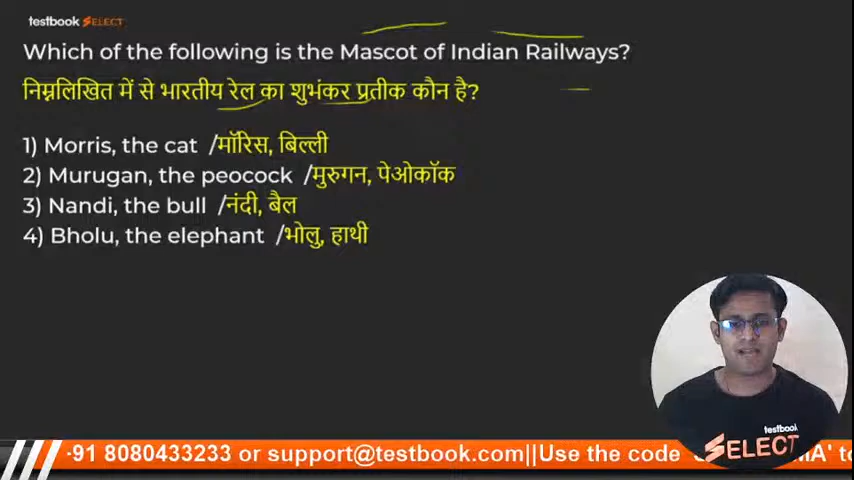 testbook SELECT
Which of the following is the Mascot of Indian Railways?
निम्नलिखित में से भारतीय रेल का शुभंकर प्रतीक कौन है?
1) Morris, the cat /मॉरिस, बिल्ली
2) Murugan, the peocock /मुरुगन, पेओकॉक
3) Nandi, the bull /नंदी, बैल
4) Bholu, the elephant /भोलु, हाथी
testbook
SELECT
-91 8080433233 or support@testbook.com||Use the code